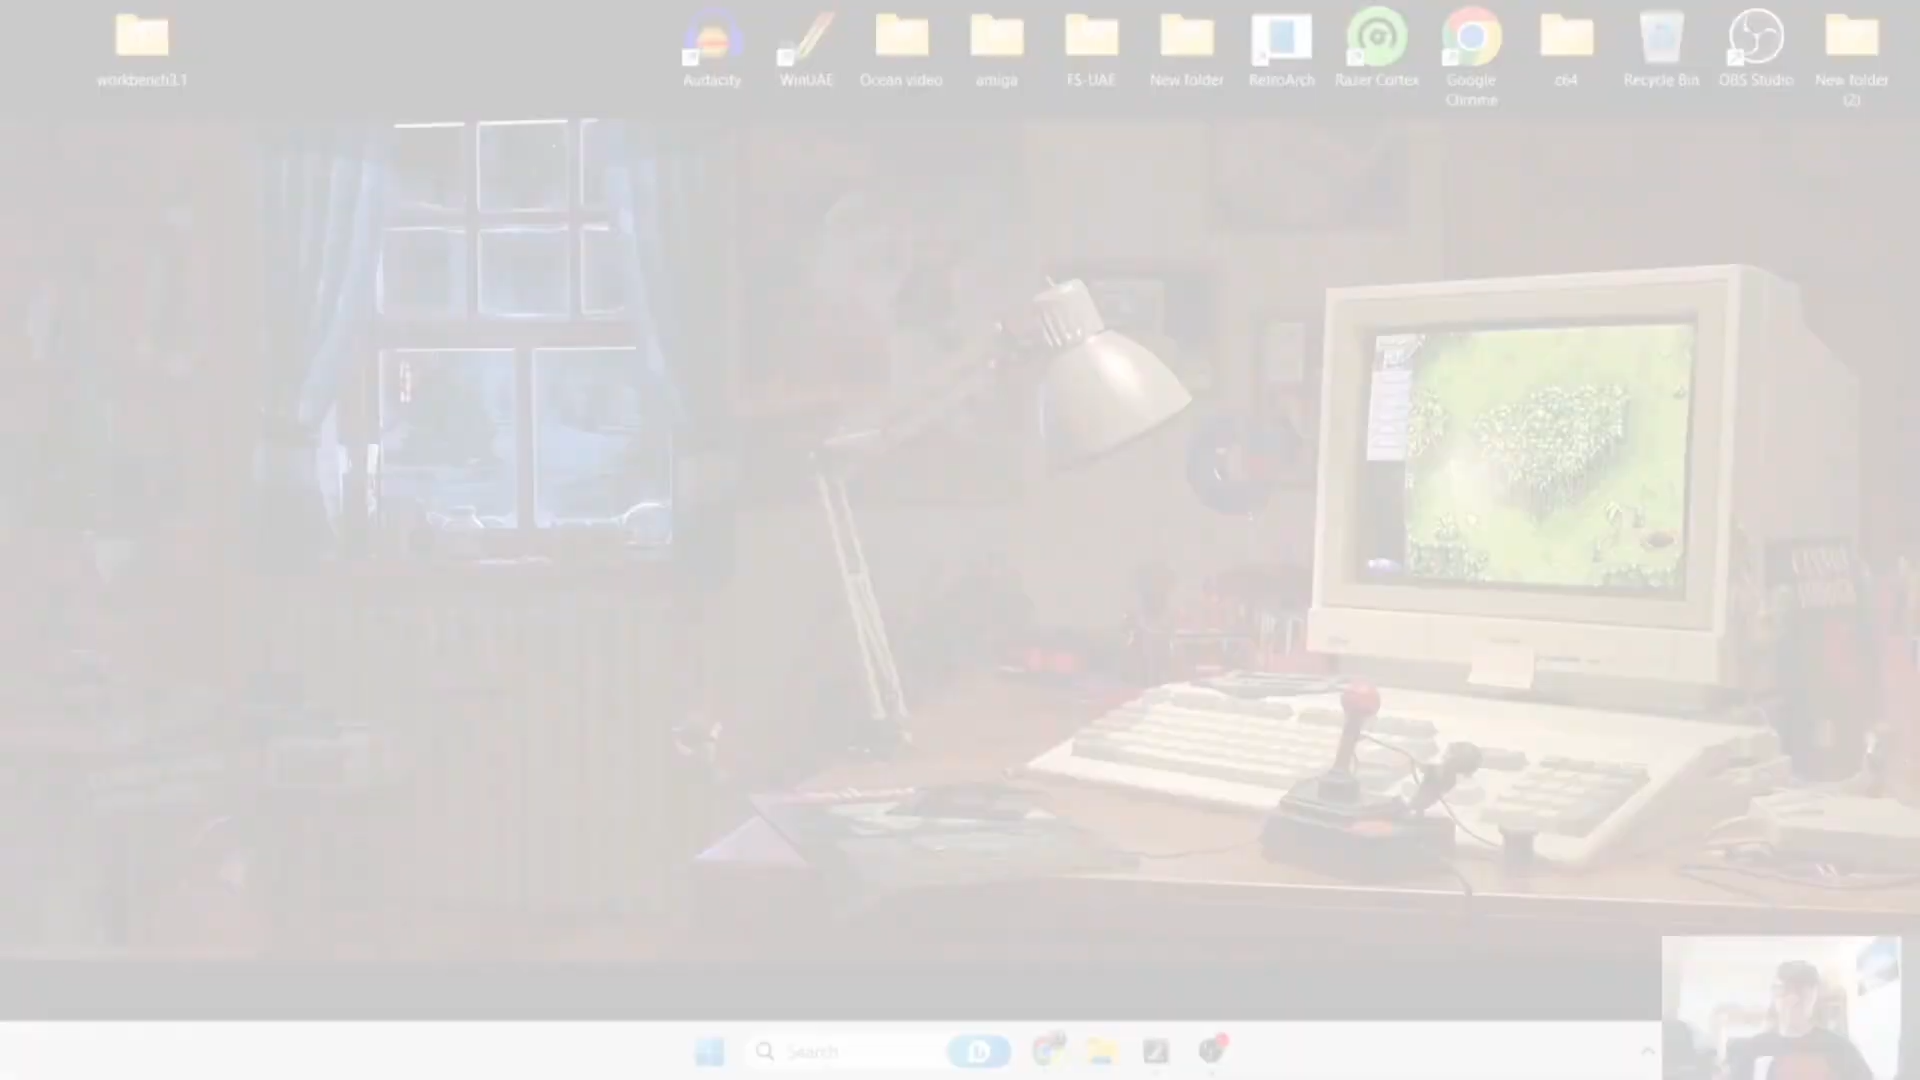 workbench3.1
Audacity
WinUAE
Ocean video
amiga
FS-UAE
New folder
RetroArch
Razer Cortex
Google
Chrome
c64
Recycle Bin
OBS Studio
New folder
(2)
Search